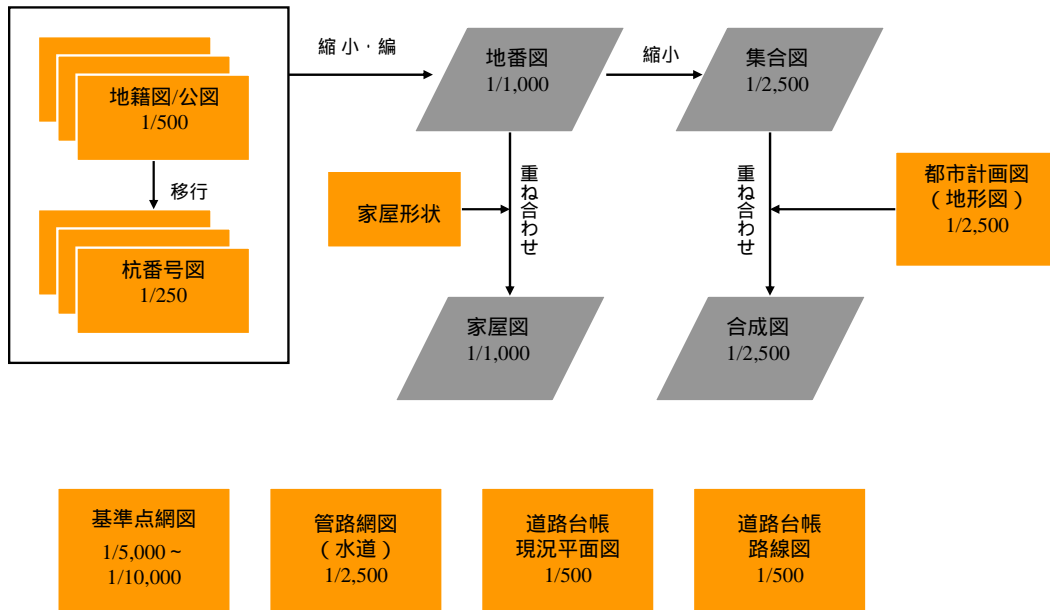 地籍図/公図
1/500
移行
杭番号図
1/250
縮 小・編
地番図
1/1,000
縮小
集合図
1/2,500
家屋形状
重ね合わせ
重ね合わせ
都市計画図
（地形図）
1/2,500
家屋図
1/1,000
合成図
1/2,500
基準点網図
1/5,000～
1/10,000
管路網図
（水道）
1/2,500
道路台帳
現況平面図
1/500
道路台帳
路線図
1/500